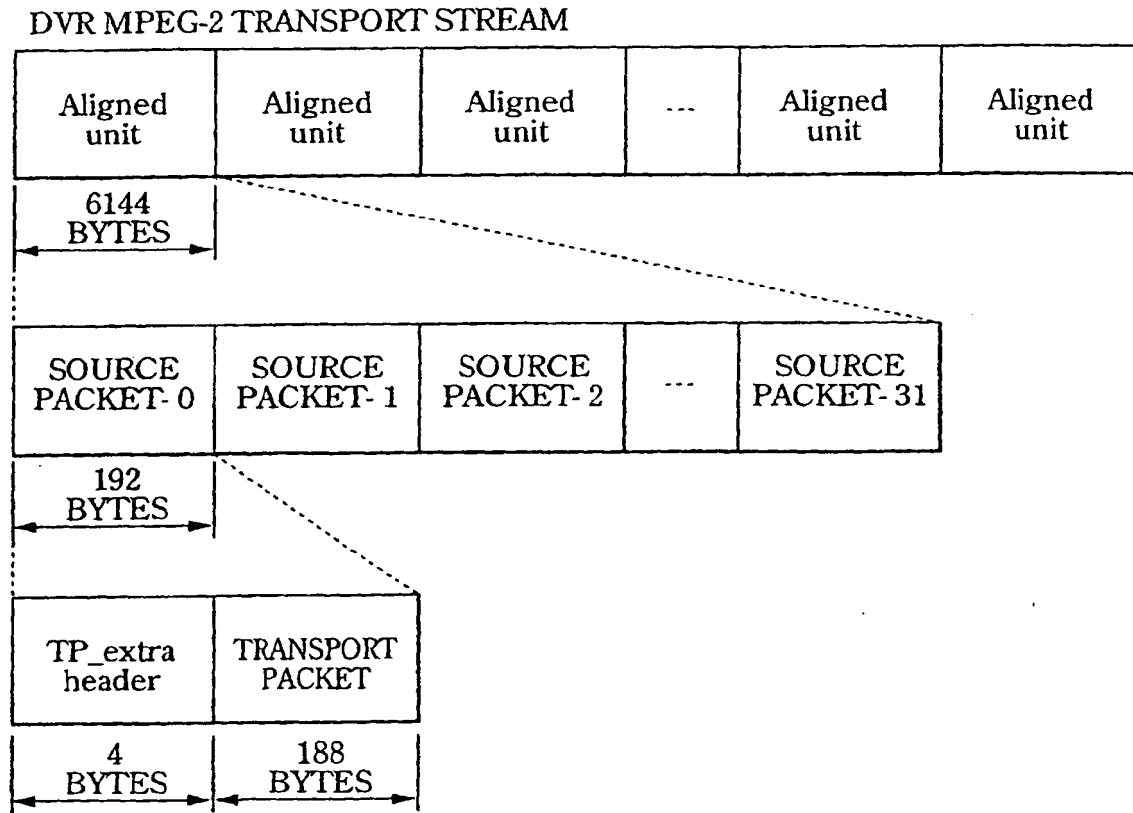 DVR MPEG-2 TRANSPORT STREAM
Aligned unit
Aligned unit
Aligned unit
---
Aligned unit
Aligned unit
6144 BYTES
SOURCE PACKET- 0
SOURCE PACKET- 1
SOURCE PACKET- 2
---
SOURCE PACKET- 31
192 BYTES
TP_extra header
TRANSPORT PACKET
4 BYTES
188 BYTES